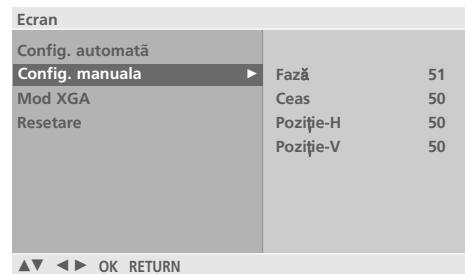 Ecran
Config. automată
Config. manuala ►
Mod XGA
Resetare
Fază 51
Ceas 50
Poziţie-H 50
Poziţie-V 50
▲▼ ◄► OK RETURN